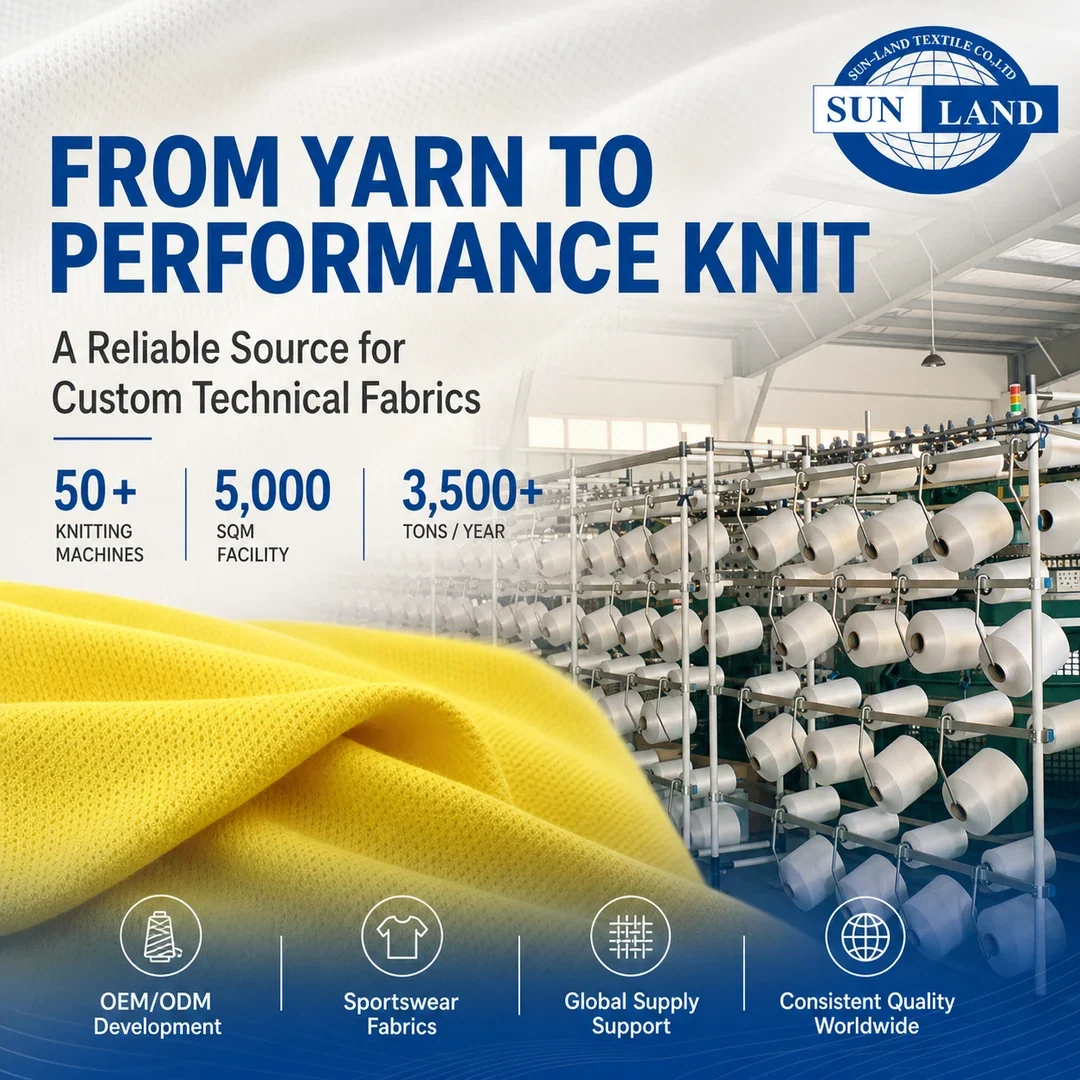 SUN-LAND TEXTILE CO.,LTD
SUN LAND
FROM YARN TO
PERFORMANCE KNIT
A Reliable Source for
Custom Technical Fabrics
50+
KNITTING
MACHINES
5,000
SQM
FACILITY
3,500+
TONS / YEAR
OEM/ODM
Development
Sportswear
Fabrics
Global Supply
Support
Consistent Quality
Worldwide